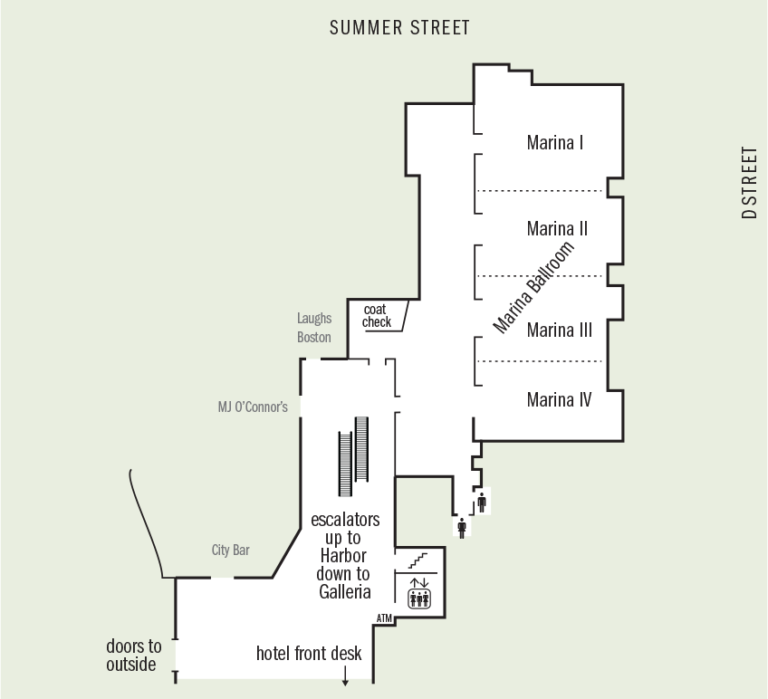 SUMMER STREET
D STREET
Marina I
Marina II
Marina Ballroom
Marina III
Marina IV
coat
check
Laughs
Boston
MJ O'Connor's
escalators
up to
Harbor
down to
Galleria
City Bar
ATM
doors to
outside
hotel front desk